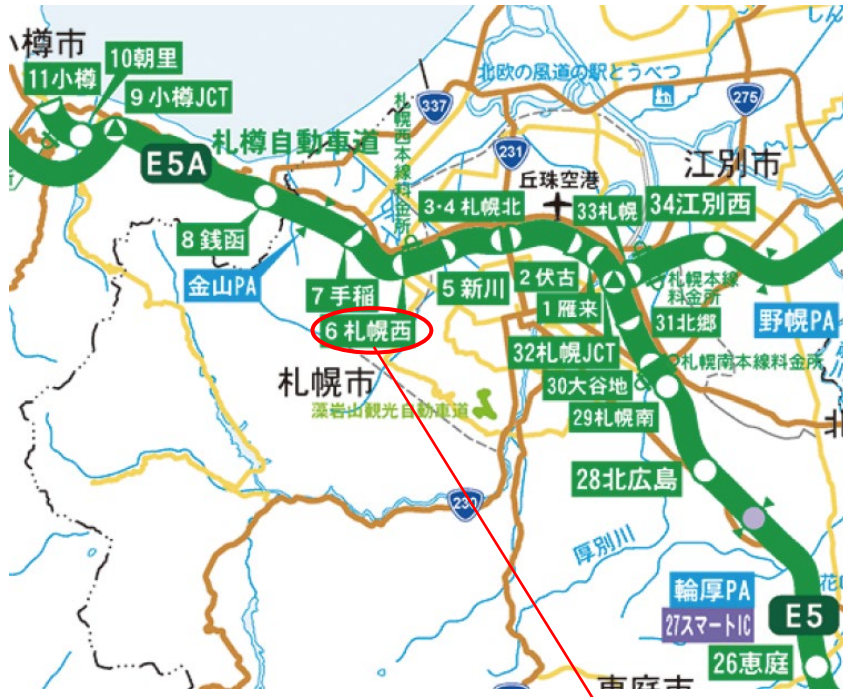 小樽市
10朝里
11小樽
9 小樽JCT
札樽自動車道
E5A
札幌西本線料金所
337
北欧の風道の駅とうべつ
275
231
江別市
丘珠空港
3·4 札幌北
33札幌
34江別西
8 銭函
金山PA
7 手稲
5 新川
2 伏古
1 雁来
札幌本線
料金所
6 札幌西
31北郷
野幌PA
32札幌JCT
札幌南本線料金所
札幌市
30大谷地
藻岩山観光自動車道
29札幌南
北
28北広島
230
厚別川
輪厚PA
27スマートIC
E5
26恵庭
恵庭市